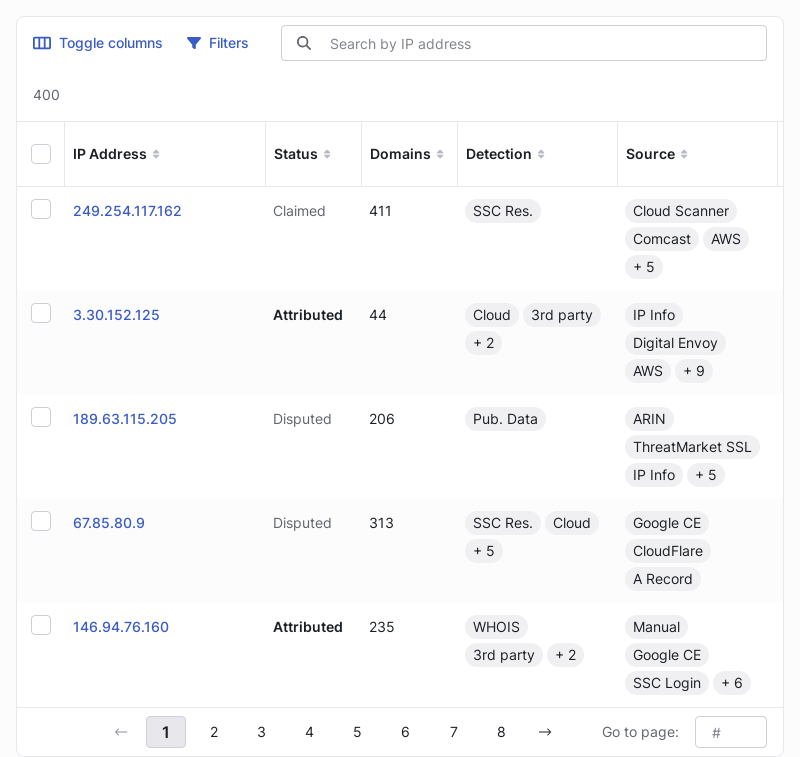 Toggle columns Filters Search by IP address
400
IP Address Status Domains Detection Source
249.254.117.162 Claimed 411 SSC Res. Cloud Scanner
Comcast AWS
+ 5
3.30.152.125 Attributed 44 Cloud 3rd party IP Info
+ 2 Digital Envoy
AWS + 9
189.63.115.205 Disputed 206 Pub. Data ARIN
ThreatMarket SSL
IP Info + 5
67.85.80.9 Disputed 313 SSC Res. Cloud Google CE
+ 5 CloudFlare
A Record
146.94.76.160 Attributed 235 WHOIS Manual
3rd party + 2 Google CE
SSC Login + 6
← 1 2 3 4 5 6 7 8 → Go to page: #